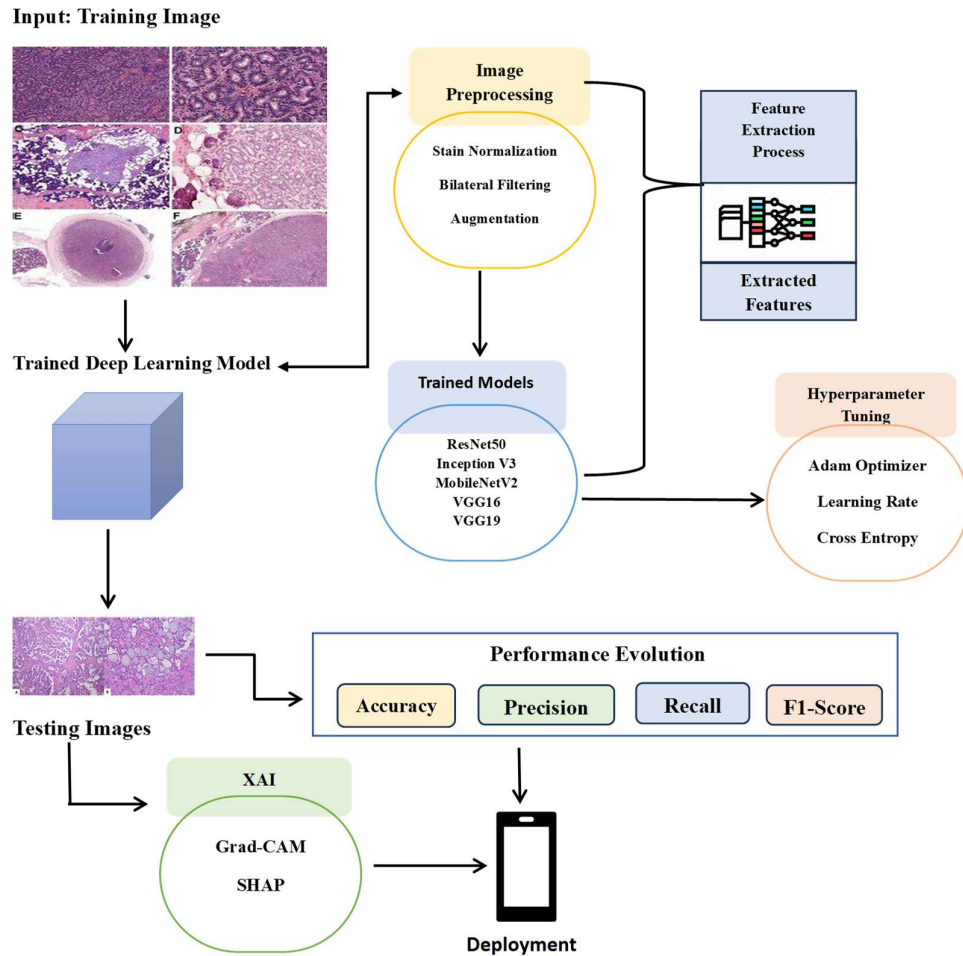 Input: Training Image
C
D
E
F
Image
Preprocessing
Stain Normalization
Bilateral Filtering
Augmentation
Feature
Extraction
Process
Extracted
Features
Trained Deep Learning Model
Trained Models
ResNet50
Inception V3
MobileNetV2
VGG16
VGG19
Hyperparameter
Tuning
Adam Optimizer
Learning Rate
Cross Entropy
A
B
Testing Images
Performance Evolution
Accuracy
Precision
Recall
F1-Score
XAI
Grad-CAM
SHAP
Deployment